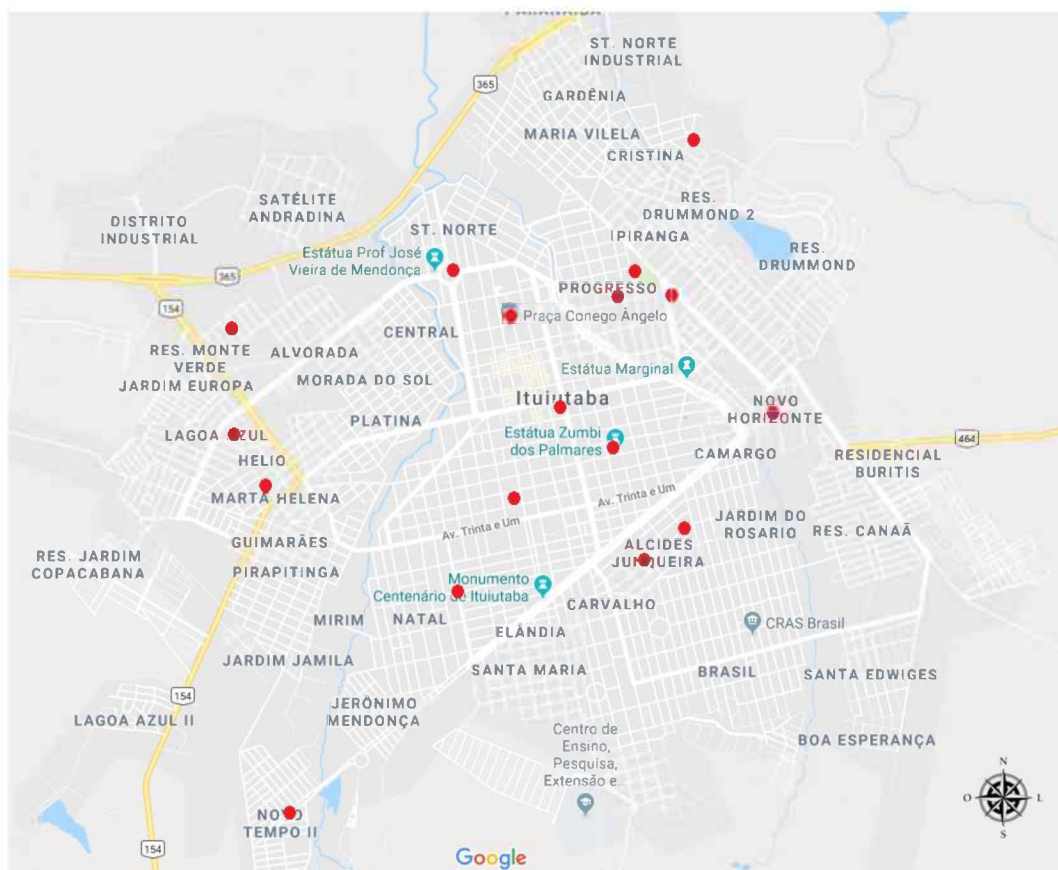 PARANAÍBA
ST. NORTE
INDUSTRIAL
365
GARDÊNIA
MARIA VILELA
CRISTINA
SATÉLITE
ANDRADINA
RES.
DRUMMOND 2
DISTRITO
INDUSTRIAL
ST. NORTE
IPIRANGA
Estátua Prof José
Vieira de Mendonça
RES.
DRUMMOND
365
PROGRESSO
154
Praça Conego Ângelo
CENTRAL
RES. MONTE
VERDE
ALVORADA
JARDIM EUROPA
MORADA DO SOL
Estátua Marginal
Ituiutaba
NOVO
HORIZONTE
PLATINA
LAGOA AZUL
Estátua Zumbi
dos Palmares
464
HELIO
CAMARGO
RESIDENCIAL
BURITIS
MARTA HELENA
Av. Trinta e Um
Av. Trinta e Um
JARDIM DO
ROSARIO
RES. CANAÃ
GUIMARÃES
ALCIDES
JUNQUEIRA
RES. JARDIM
COPACABANA
PIRAPITINGA
Monumento
Centenário de Ituiutaba
CARVALHO
MIRIM
NATAL
CRAS Brasil
ELÂNDIA
JARDIM JAMILA
SANTA MARIA
BRASIL
SANTA EDWIGES
154
JERÔNIMO
MENDONÇA
LAGOA AZUL II
BOA ESPERANÇA
Centro de
Ensino,
Pesquisa,
Extensão e...
N
O
L
S
NOVO
TEMPO II
154
Google